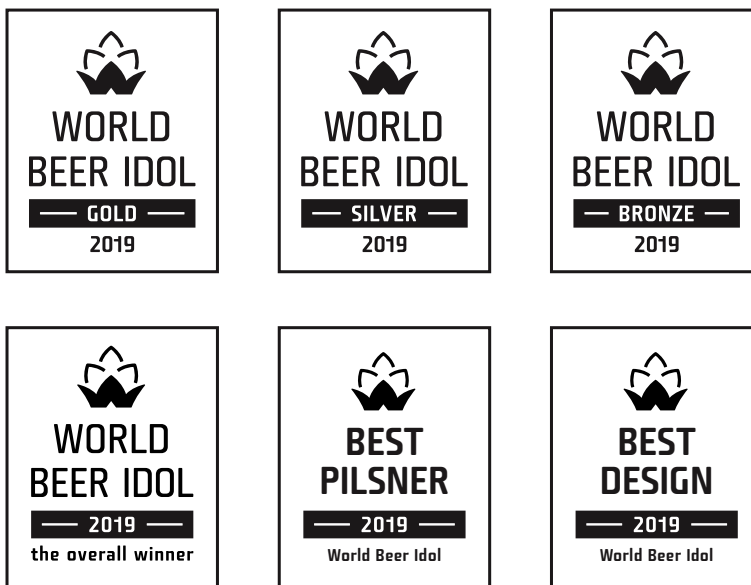 WORLD
BEER IDOL
GOLD
2019
WORLD
BEER IDOL
SILVER
2019
WORLD
BEER IDOL
BRONZE
2019
WORLD
BEER IDOL
2019
the overall winner
BEST
PILSNER
2019
World Beer Idol
BEST
DESIGN
2019
World Beer Idol